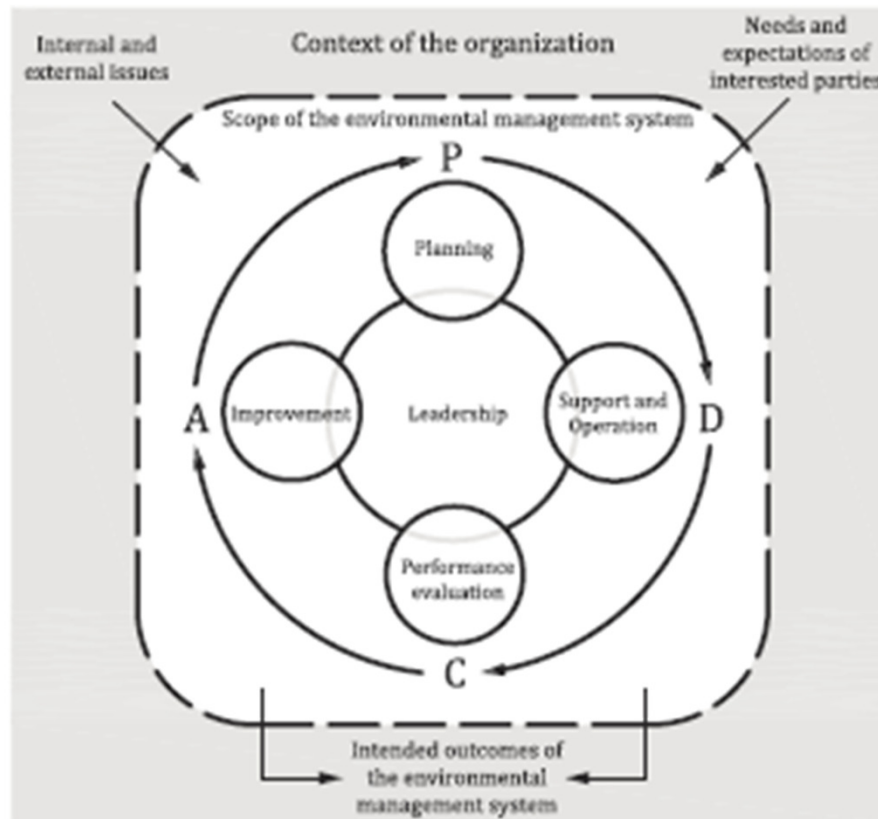 Internal and
external issues
Context of the organization
Needs and
expectations of
interested parties
Scope of the environmental management system
P
Planning
A
Improvement
Leadership
Support and
Operation
D
Performance
evaluation
C
Intended outcomes of
the environmental
management system